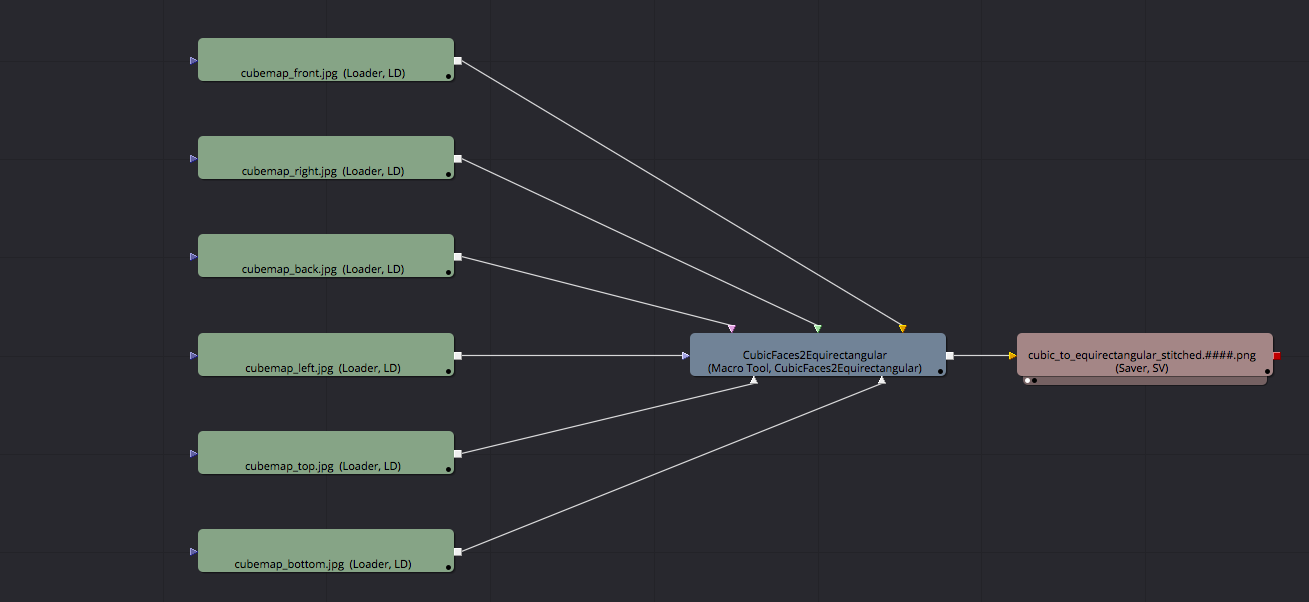 cubemap_front.jpg (Loader, LD)
cubemap_right.jpg (Loader, LD)
cubemap_back.jpg (Loader, LD)
cubemap_left.jpg (Loader, LD)
CubicFaces2Equirectangular
(Macro Tool, CubicFaces2Equirectangular)
cubic_to_equirectangular_stitched.####.png
(Saver, SV)
cubemap_top.jpg (Loader, LD)
cubemap_bottom.jpg (Loader, LD)